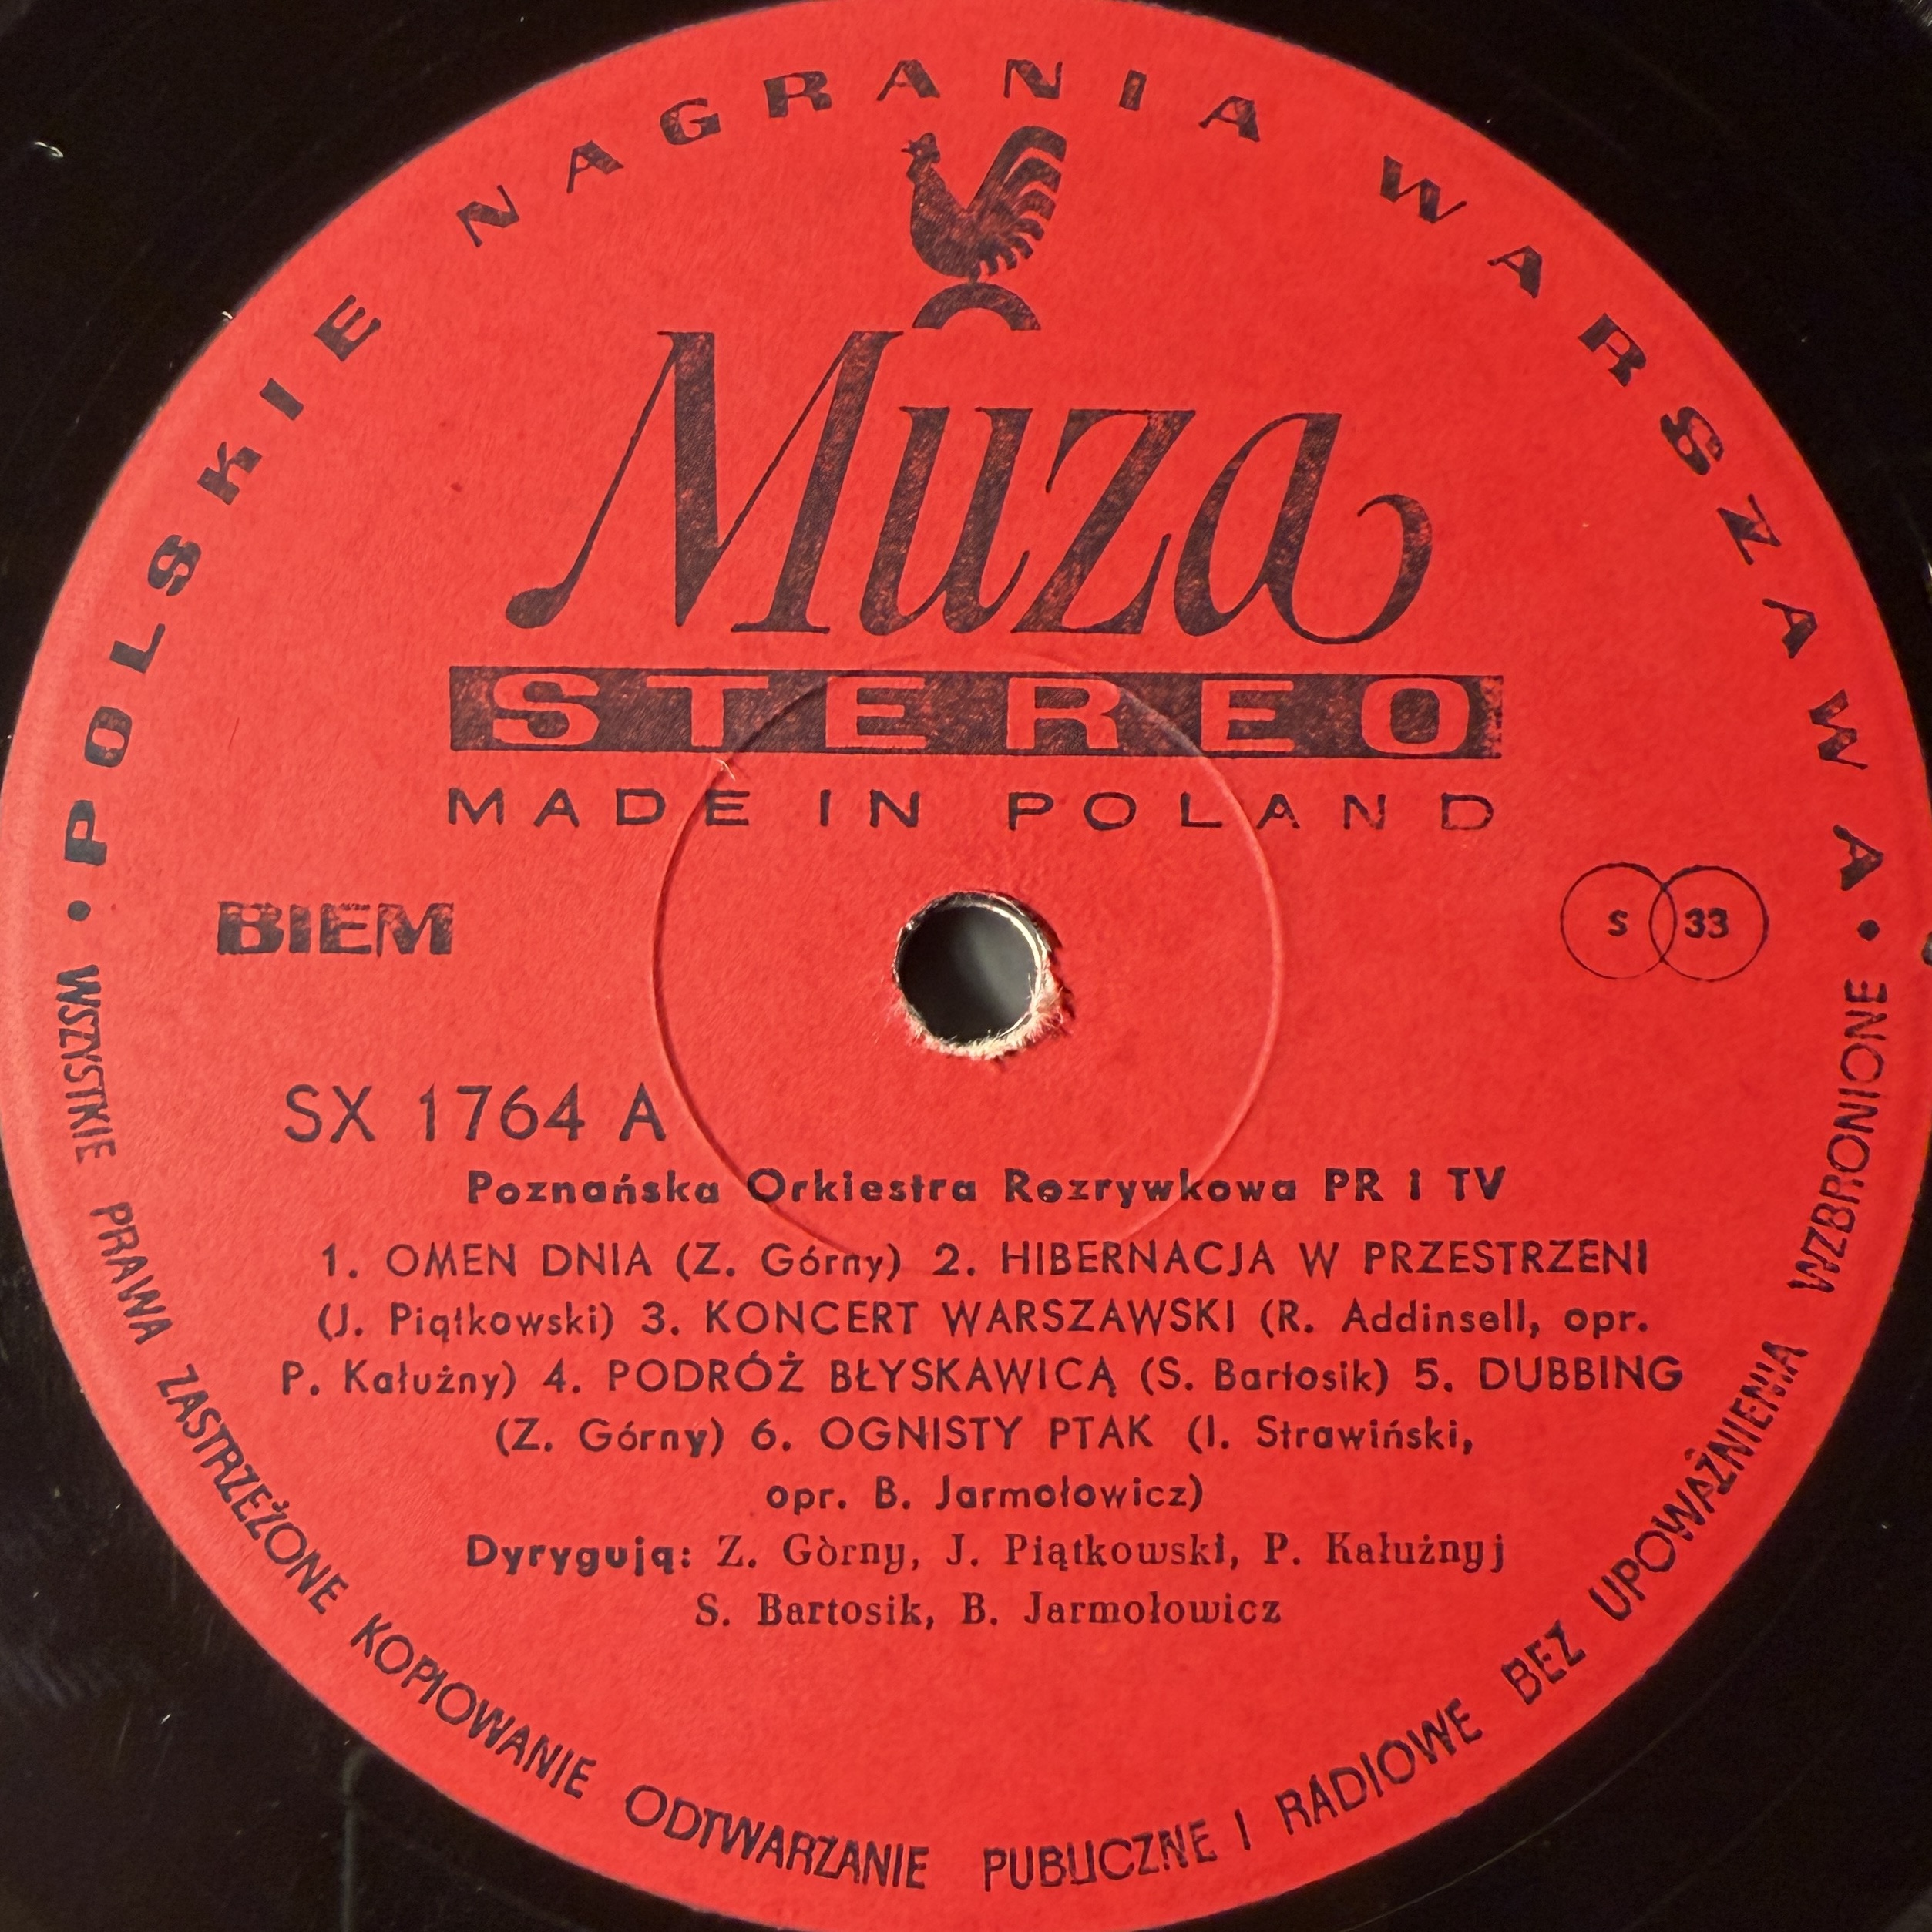 • POLSKIE NAGRANIA WARSZAWA •
Muza
STEREO
MADE IN POLAND
BIEM
S 33
SX 1764 A
Poznańska Orkiestra Rozrywkowa PR i TV
1. OMEN DNIA (Z. Górny) 2. HIBERNACJA W PRZESTRZENI
(J. Piątkowski) 3. KONCERT WARSZAWSKI (R. Addinsell, opr.
P. Kałużny) 4. PODRÓŻ BŁYSKAWICĄ (S. Bartosik) 5. DUBBING
(Z. Górny) 6. OGNISTY PTAK (I. Strawiński,
opr. B. Jarmołowicz)
Dyrygują: Z. Gòrny, J. Piątkowski, P. Kałużnyj
S. Bartosik, B. Jarmołowicz
WSZYSTKIE PRAWA ZASTRZEŻONE KOPIOWANIE ODTWARZANIE PUBLICZNE I RADIOWE BEZ UPOWAŻNIENIA WZBRONIONE